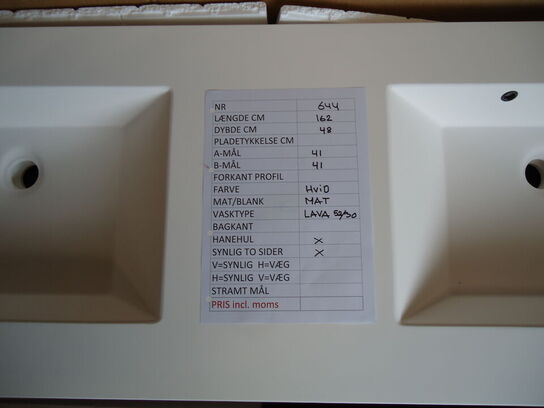 NR 644
LÆNGDE CM 162
DYBDE CM 48
PLADETYKKELSE CM
A-MÅL 41
B-MÅL 41
FORKANT PROFIL
FARVE HViD
MAT/BLANK MAT
VASKTYPE LAVA 52/30
BAGKANT
HANEHUL X
SYNLIG TO SIDER X
V=SYNLIG H=VÆG
H=SYNLIG V=VÆG
STRAMT MÅL
PRIS incl. moms